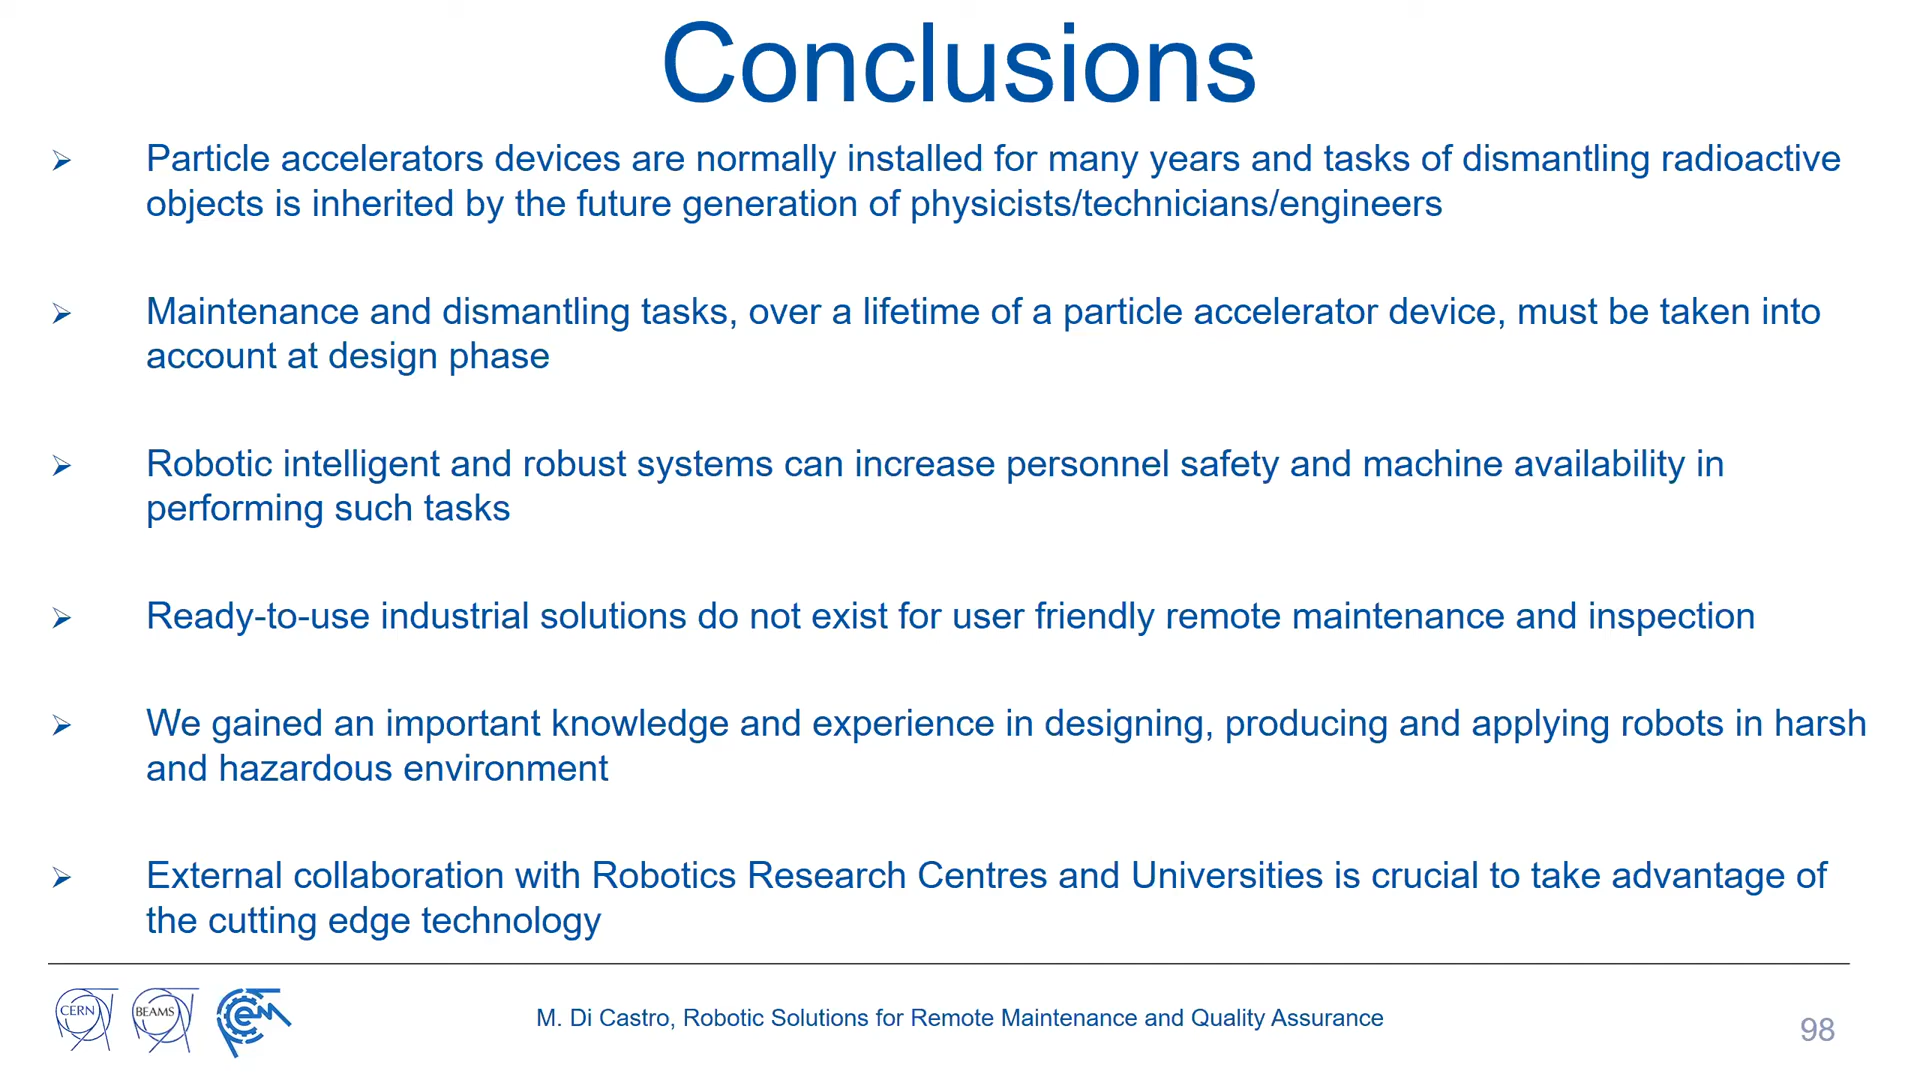 Conclusions
Particle accelerators devices are normally installed for many years and tasks of dismantling radioactive
objects is inherited by the future generation of physicists/technicians/engineers
Maintenance and dismantling tasks, over a lifetime of a particle accelerator device, must be taken into
account at design phase
Robotic intelligent and robust systems can increase personnel safety and machine availability in
performing such tasks
Ready-to-use industrial solutions do not exist for user friendly remote maintenance and inspection
We gained an important knowledge and experience in designing, producing and applying robots in harsh
and hazardous environment
External collaboration with Robotics Research Centres and Universities is crucial to take advantage of
the cutting edge technology
CERN
BEAMS
cem
M. Di Castro, Robotic Solutions for Remote Maintenance and Quality Assurance
98